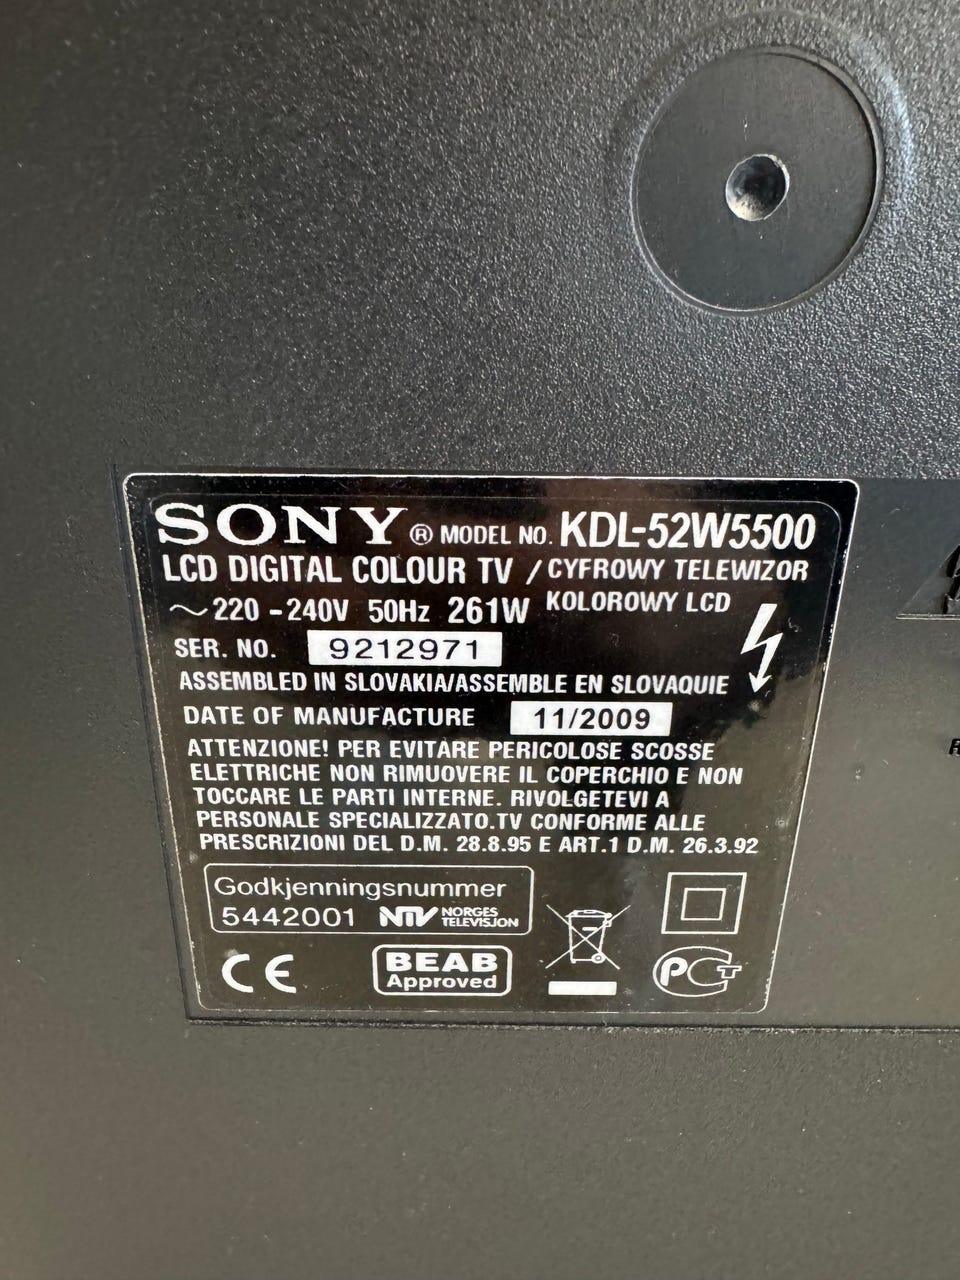 SONY® MODEL NO. KDL-52W5500
LCD DIGITAL COLOUR TV / CYFROWY TELEWIZOR
KOLOROWY LCD
~220 -240V 50Hz 261W
SER. NO. 9212971
ASSEMBLED IN SLOVAKIA/ASSEMBLE EN SLOVAQUIE
DATE OF MANUFACTURE 11/2009
ATTENZIONE! PER EVITARE PERICOLOSE SCOSSE
ELETTRICHE NON RIMUOVERE IL COPERCHIO E NON
TOCCARE LE PARTI INTERNE. RIVOLGETEVI A
PERSONALE SPECIALIZZATO.TV CONFORME ALLE
PRESCRIZIONI DEL D.M. 28.8.95 E ART.1 D.M. 26.3.92
Godkjenningsnummer
5442001 NTV NORGES
TELEVISJON
CE BEAB
Approved
РСТ